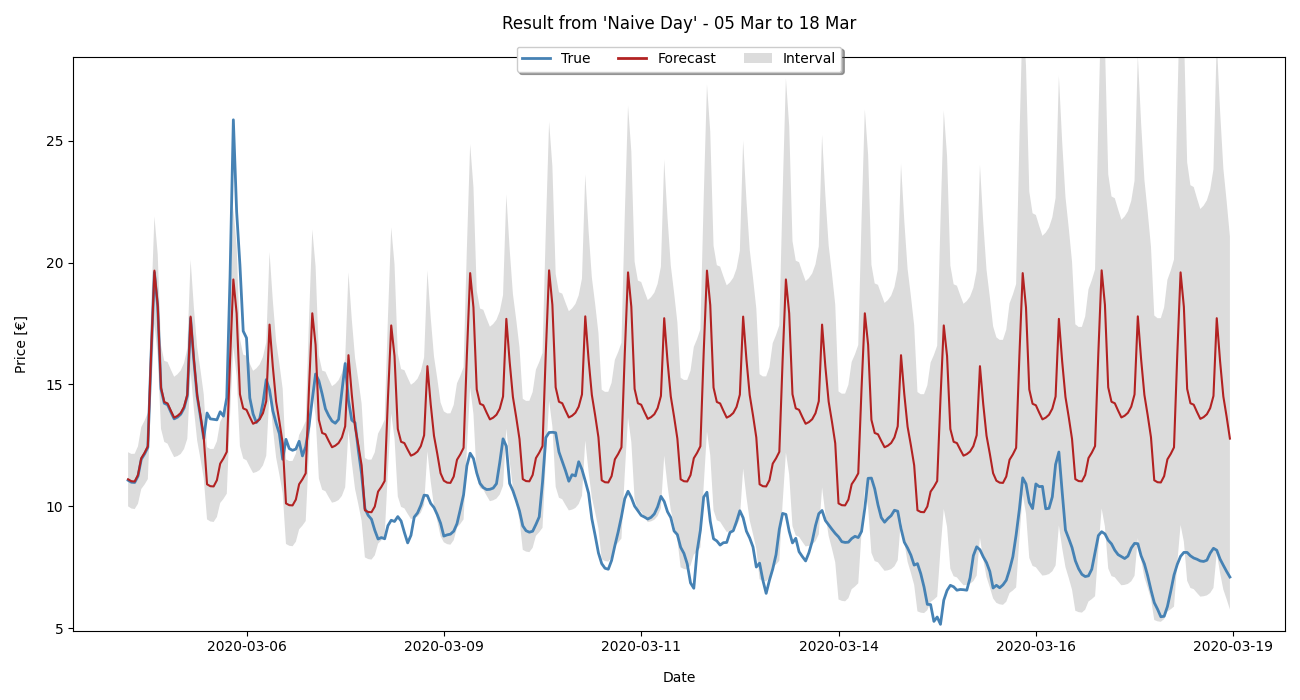 Result from 'Naive Day' - 05 Mar to 18 Mar
True Forecast Interval
Price [€]
25
20
15
10
5
2020-03-06 2020-03-09 2020-03-11 2020-03-14 2020-03-16 2020-03-19
Date